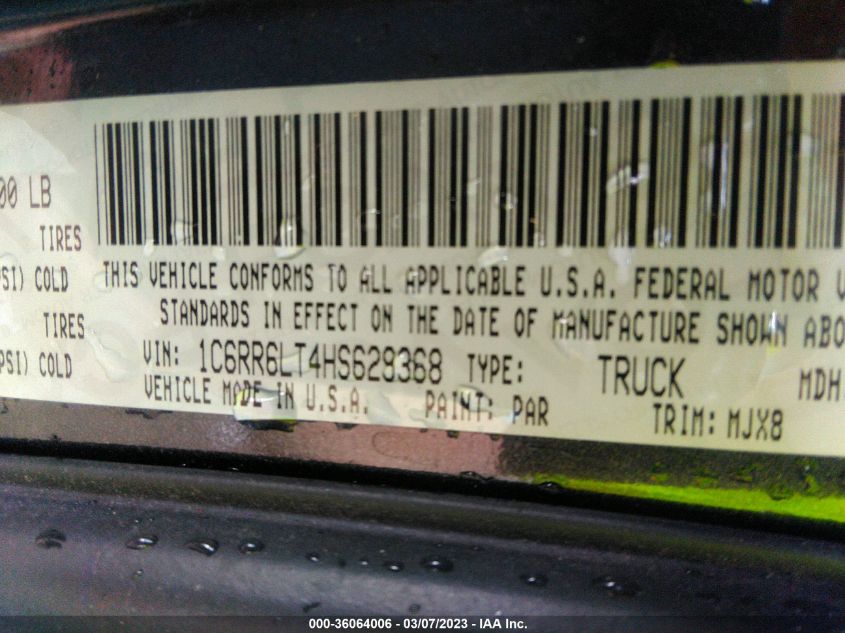 00 LB
TIRES
PSI) COLD
TIRES
PSI) COLD
THIS VEHICLE CONFORMS TO ALL APPLICABLE U.S.A. FEDERAL MOTOR V
STANDARDS IN EFFECT ON THE DATE OF MANUFACTURE SHOWN ABO
VIN: 1C6RR6LT4HS629368 TYPE: TRUCK MDH:
VEHICLE MADE IN U.S.A. PAINT: PAR TRIM: MJX8
000-36064006 - 03/07/2023 - IAA Inc.